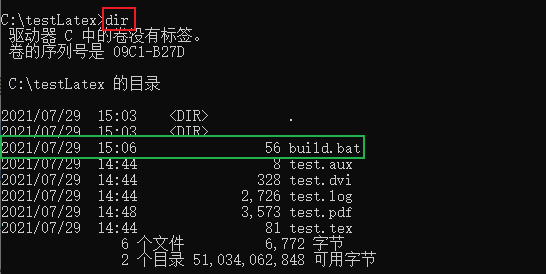 C:\testLatex>dir
驱动器 C 中的卷没有标签。
卷的序列号是 09C1-B27D
C:\testLatex 的目录
2021/07/29  15:03    <DIR>          .
2021/07/29  15:03    <DIR>
2021/07/29  15:06                56 build.bat
2021/07/29  14:44                 8 test.aux
2021/07/29  14:44               328 test.dvi
2021/07/29  14:44             2,726 test.log
2021/07/29  14:48             3,573 test.pdf
2021/07/29  14:44                81 test.tex
6 个文件          6,772 字节
2 个目录 51,034,062,848 可用字节